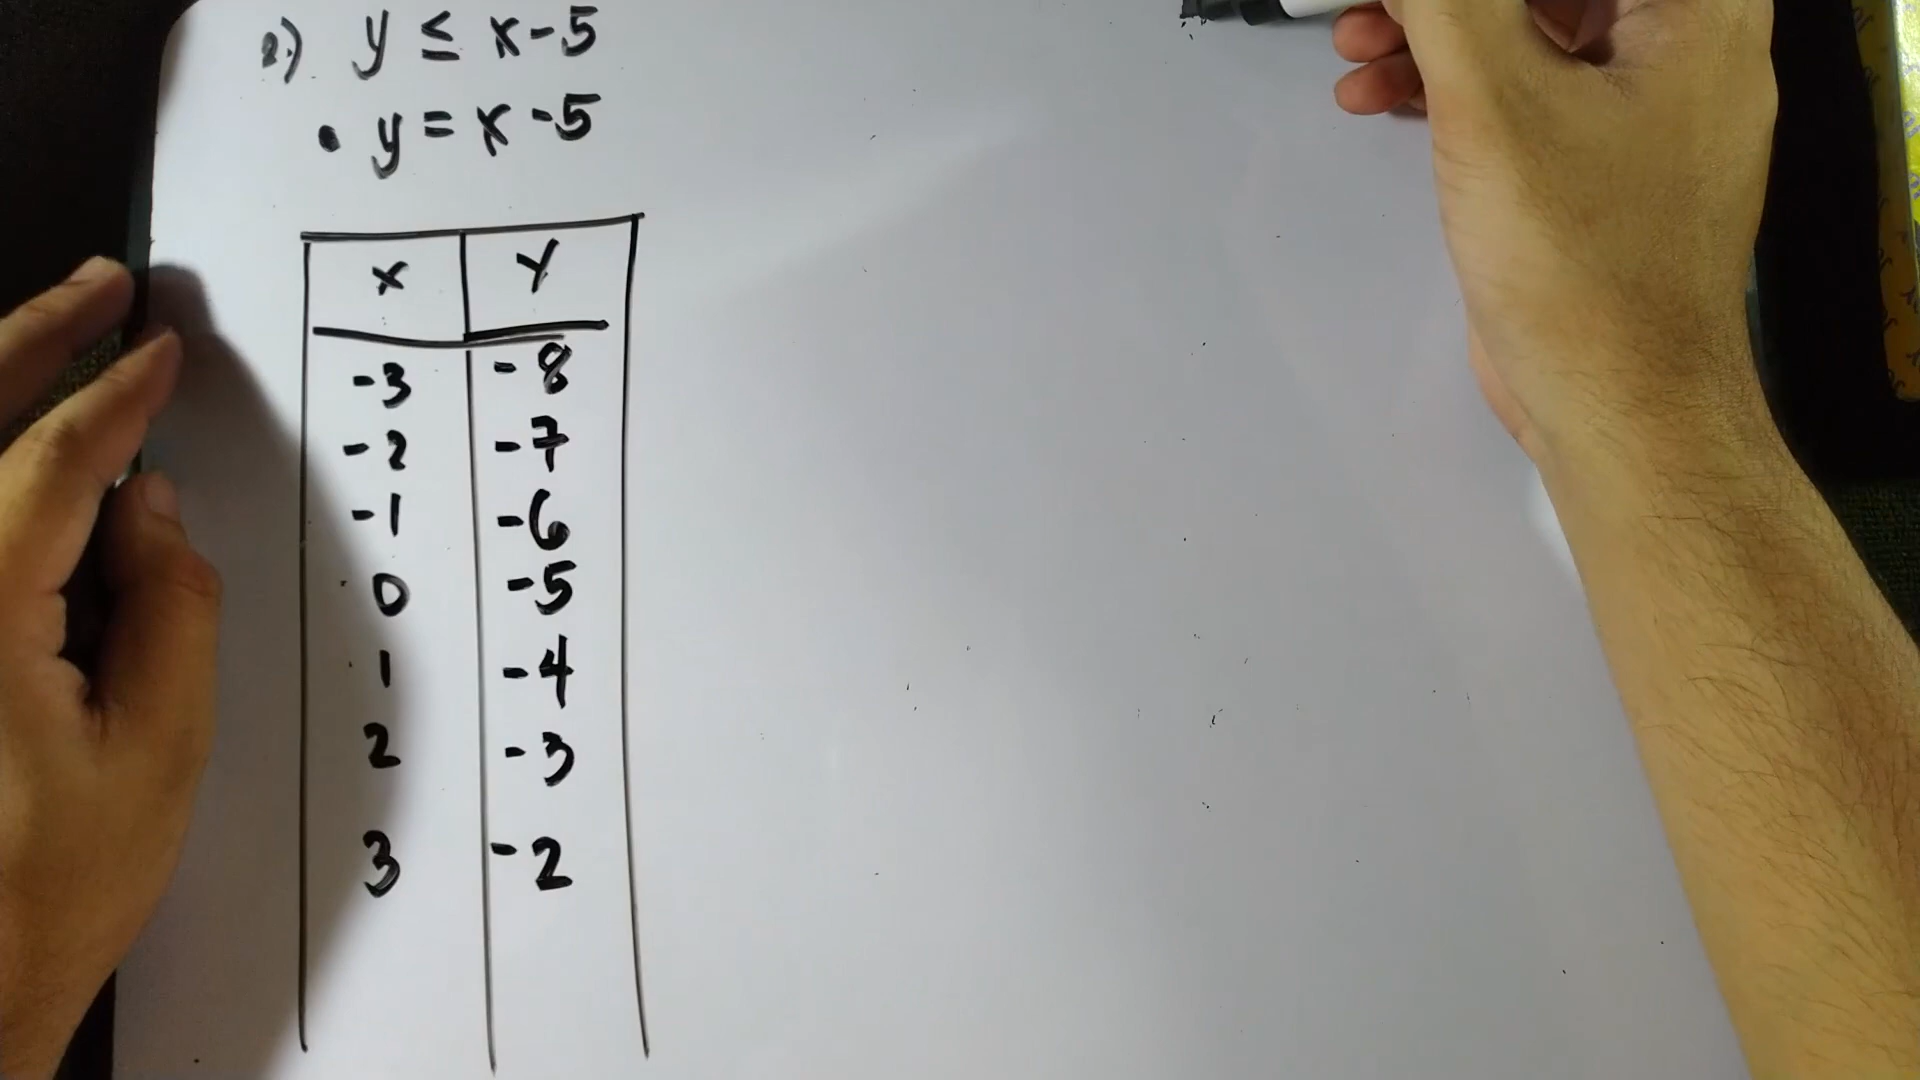 2.) y ≤ x-5
• y = x-5
x y
-3 -8
-2 -7
-1 -6
0 -5
1 -4
2 -3
3 -2